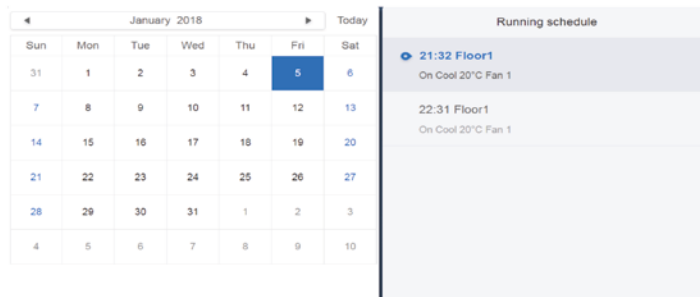 January 2018 Today
Sun Mon Tue Wed Thu Fri Sat
31 1 2 3 4 5 6
7 8 9 10 11 12 13
14 15 16 17 18 19 20
21 22 23 24 25 26 27
28 29 30 31 1 2 3
4 5 6 7 8 9 10
Running schedule
21:32 Floor1
On Cool 20°C Fan 1
22:31 Floor1
On Cool 20°C Fan 1